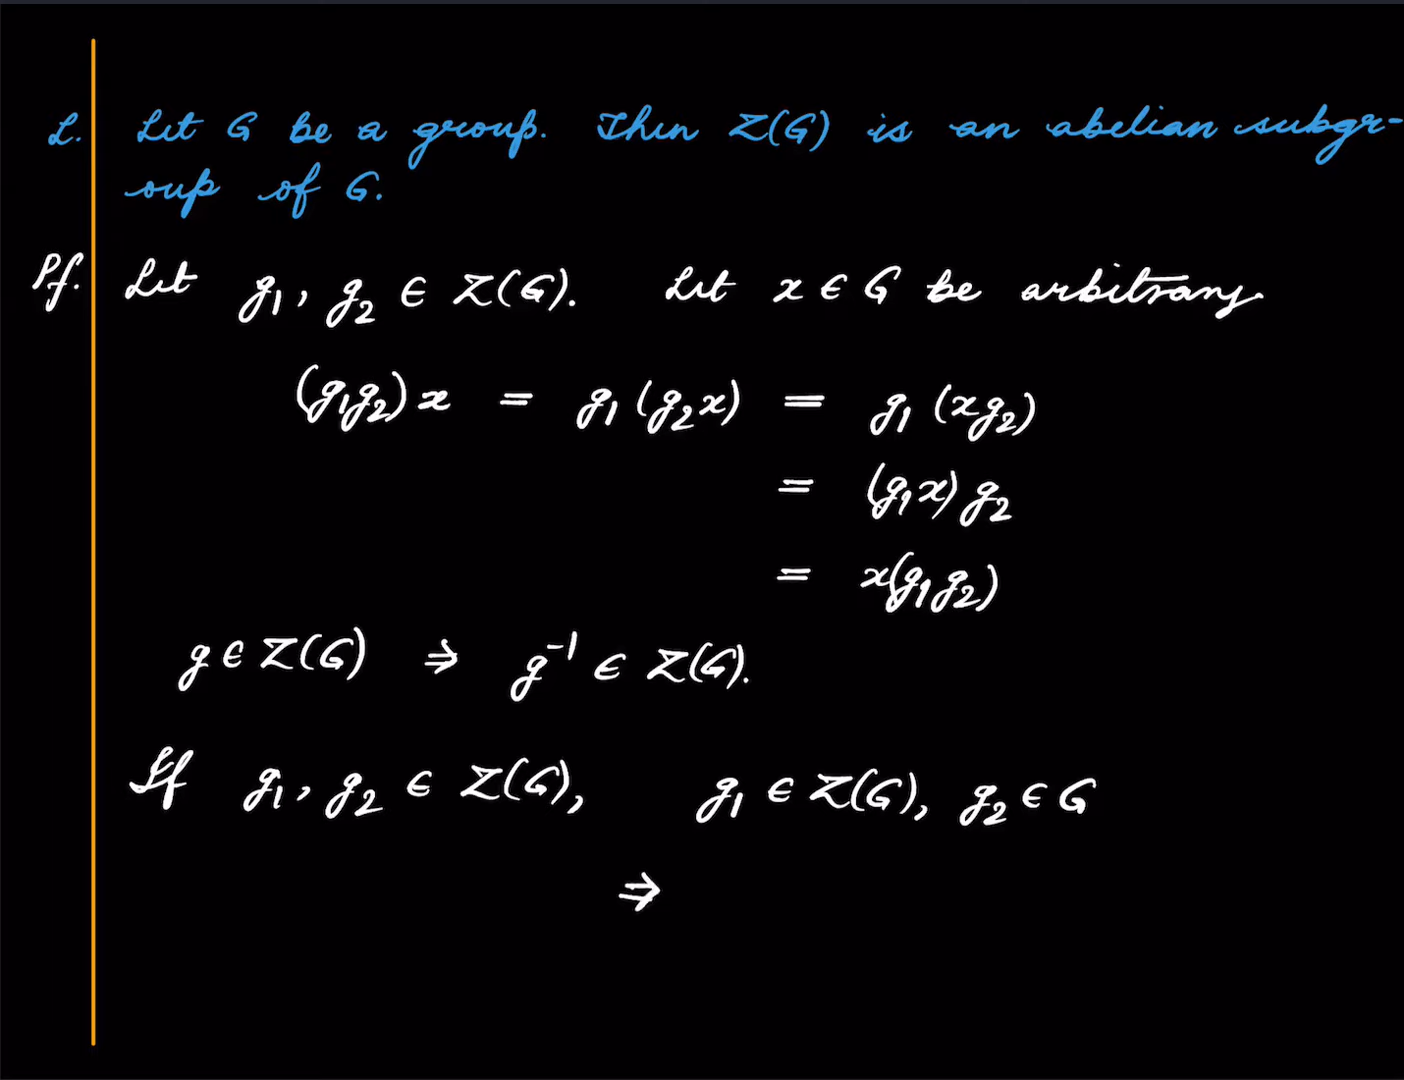 L. Let G be a group. Then Z(G) is an abelian subgr-
oup of G.
Pf. Let g₁, g₂ ∈ Z(G). Let x ∈ G be arbitrary
(g₁g₂)x = g₁(g₂x) = g₁(xg₂)
= (g₁x)g₂
= x(g₁g₂)
g ∈ Z(G) ⇒ g⁻¹ ∈ Z(G).
If g₁, g₂ ∈ Z(G), g₁ ∈ Z(G), g₂ ∈ G
⇒